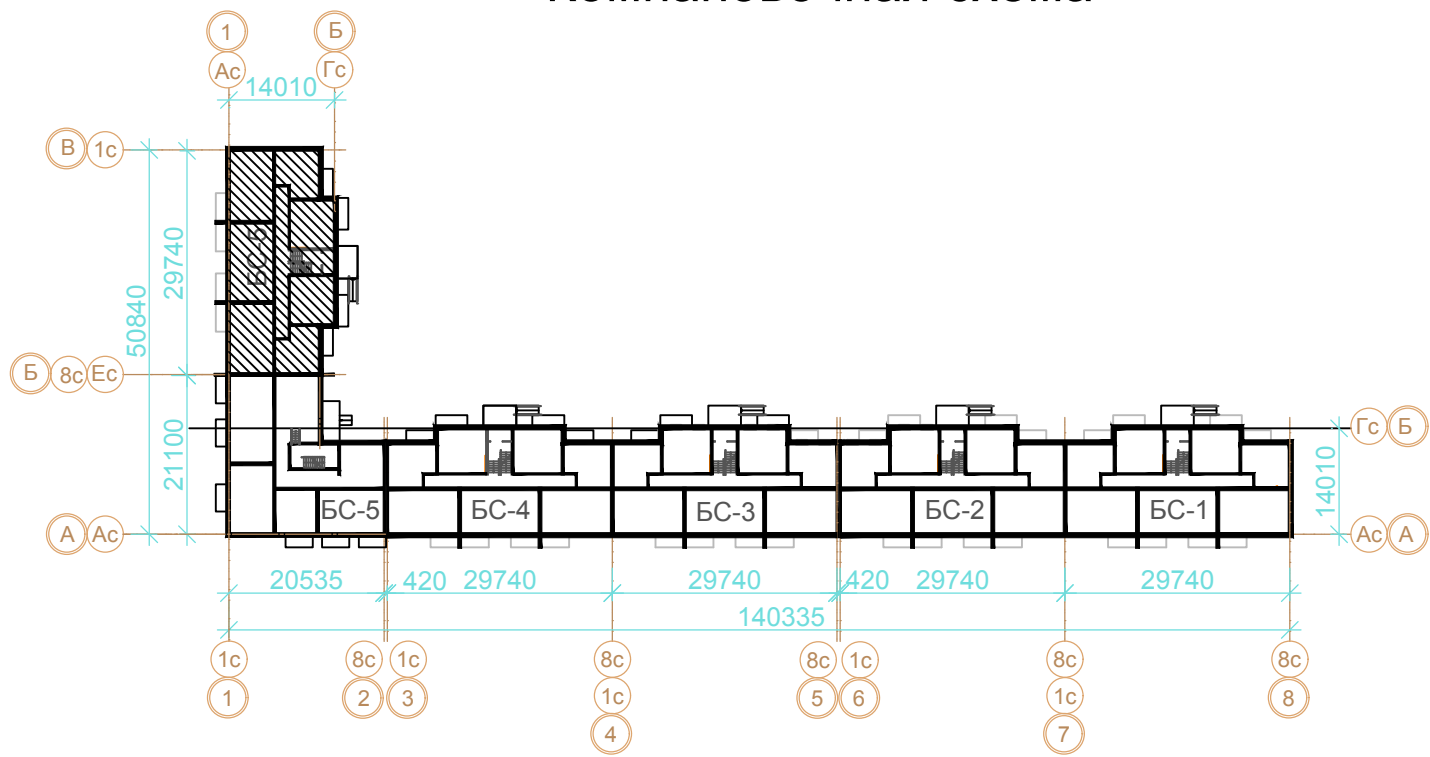 1 Б
Ас Гс
14010
В 1с
29740
50840
БС-6
Б 8с Ес
21100
Гс Б
14010
БС-5 БС-4 БС-3 БС-2 БС-1
А Ас Ас А
20535 420 29740 29740 420 29740 29740
140335
1с 8с 1с 8с 8с 1с 8с 8с
1 2 3 1с 5 6 1с 8
4 7